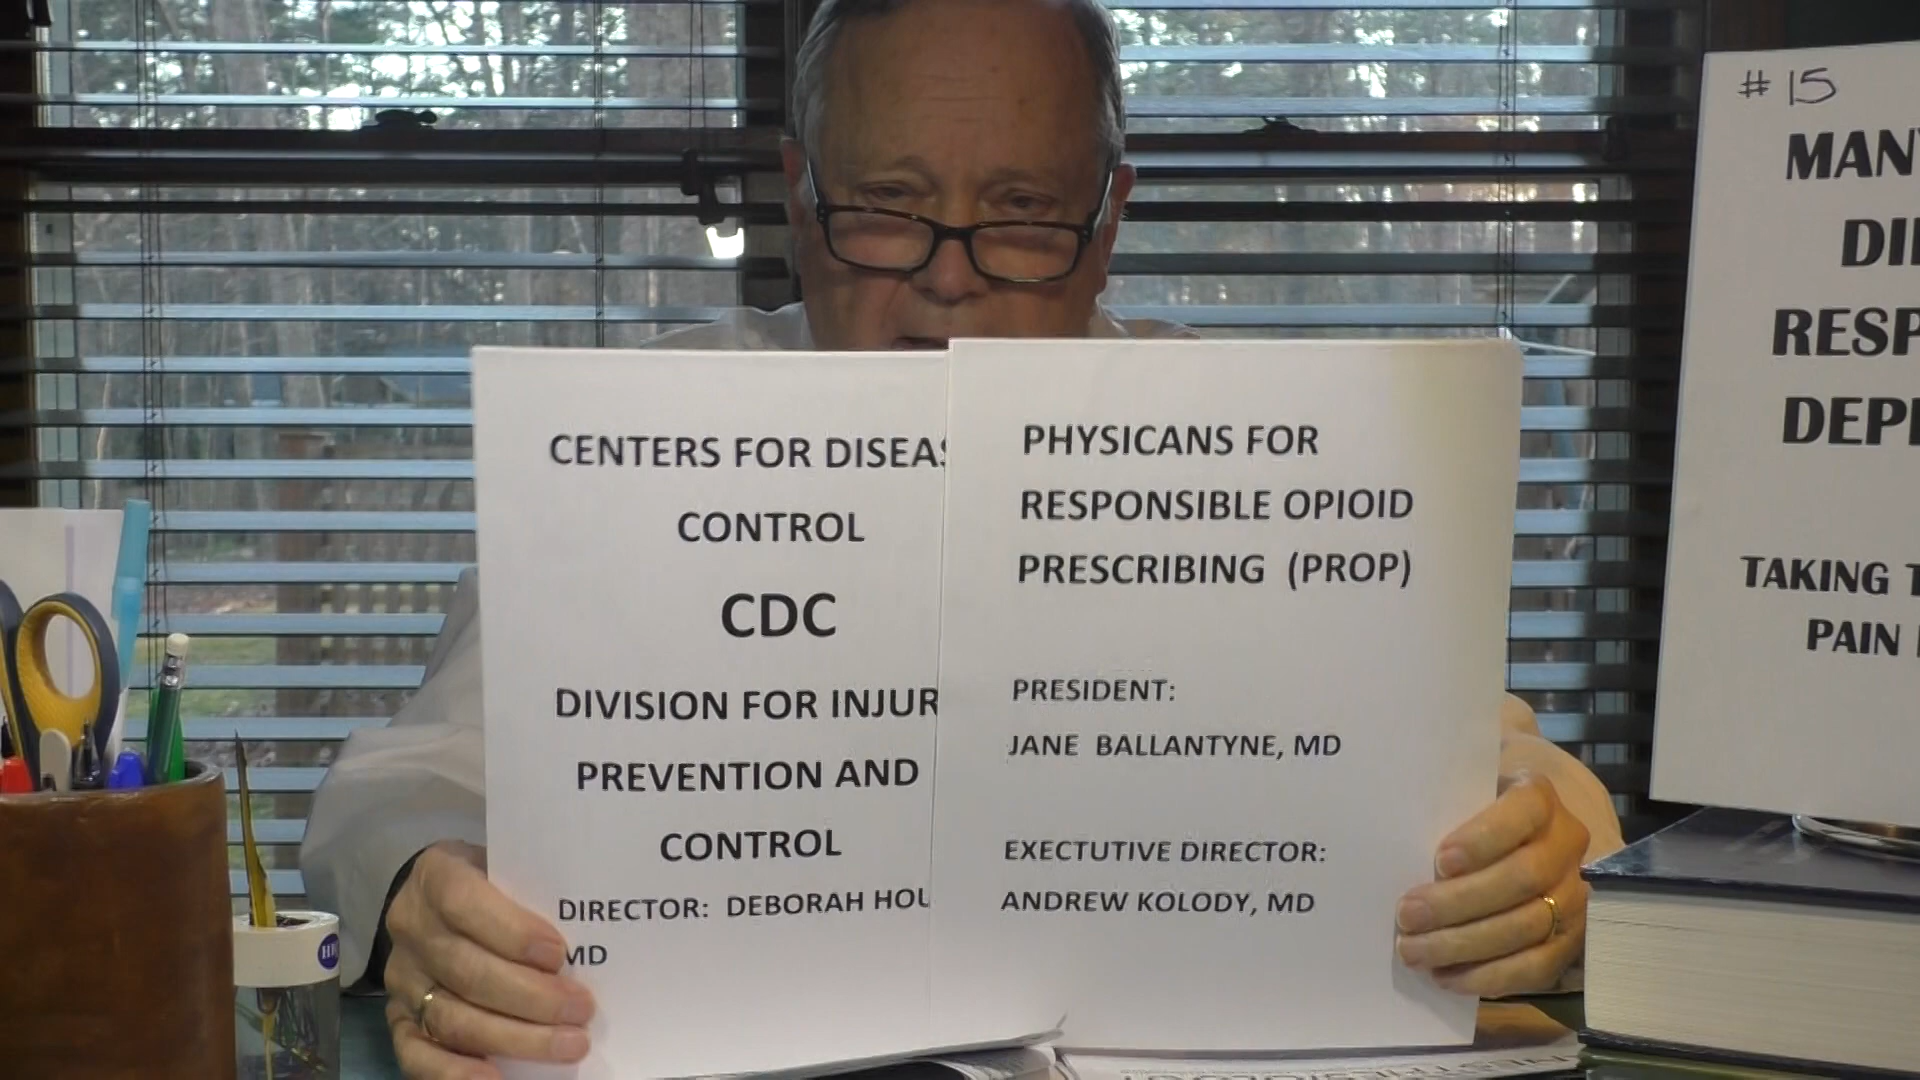 CENTERS FOR DISEAS
CONTROL
CDC
DIVISION FOR INJUR
PREVENTION AND
CONTROL
DIRECTOR: DEBORAH HOU
MD
PHYSICANS FOR
RESPONSIBLE OPIOID
PRESCRIBING (PROP)
PRESIDENT:
JANE BALLANTYNE, MD
EXECTUTIVE DIRECTOR:
ANDREW KOLODY, MD
# 15
MAN
DI
RESP
DEP
TAKING T
PAIN